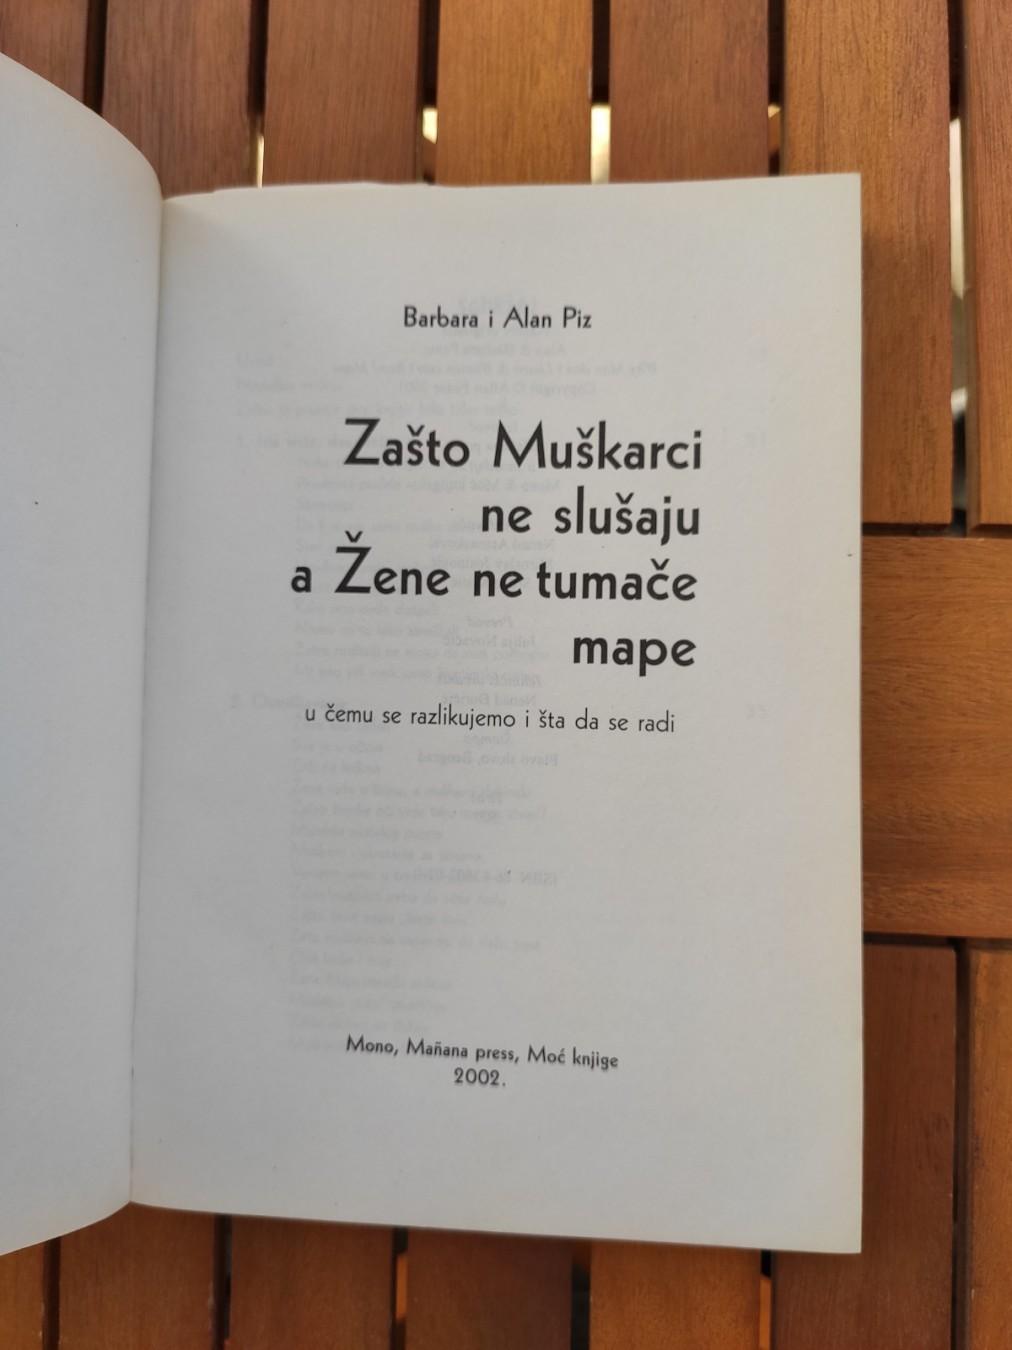 Barbara i Alan Piz
Zašto Muškarci
ne slušaju
a Žene ne tumače
mape
u čemu se razlikujemo i šta da se radi
Mono, Mañana press, Moć knjige
2002.